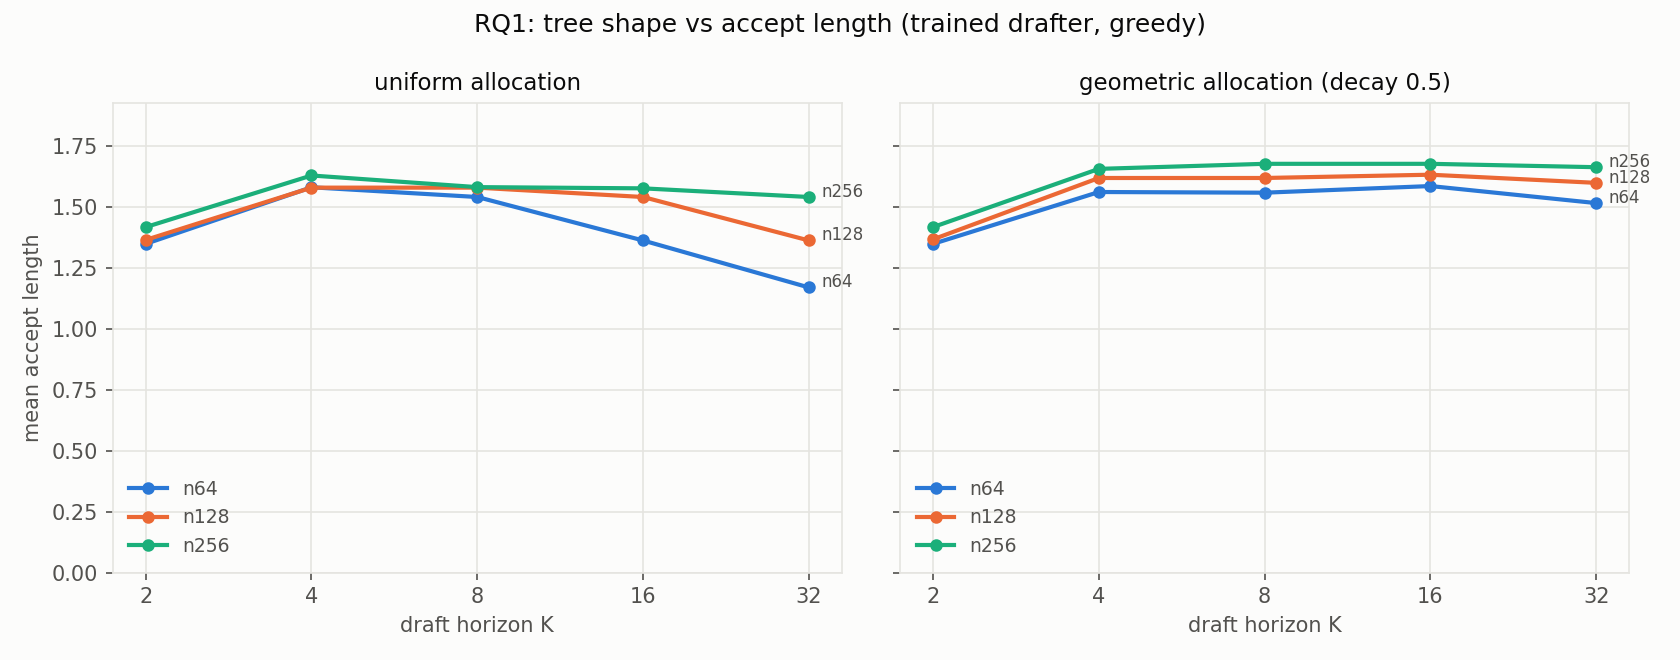 RQ1: tree shape vs accept length (trained drafter, greedy)
uniform allocation
mean accept length
1.75
1.50
1.25
1.00
0.75
0.50
0.25
0.00
n256
n128
n64
n64
n128
n256
2 4 8 16 32
draft horizon K
geometric allocation (decay 0.5)
n256
n128
n64
n64
n128
n256
2 4 8 16 32
draft horizon K